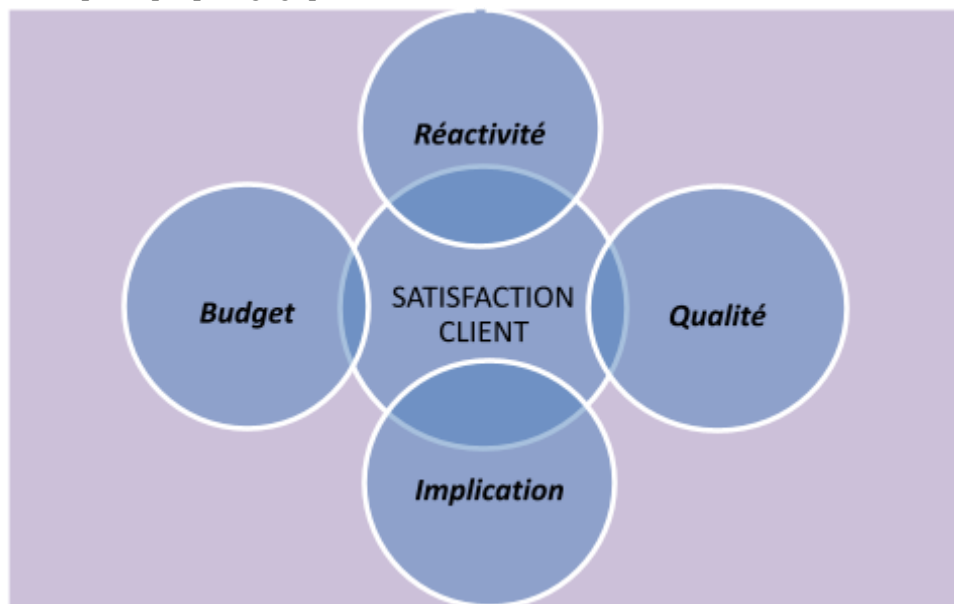 Réactivité
Budget
SATISFACTION
CLIENT
Qualité
Implication